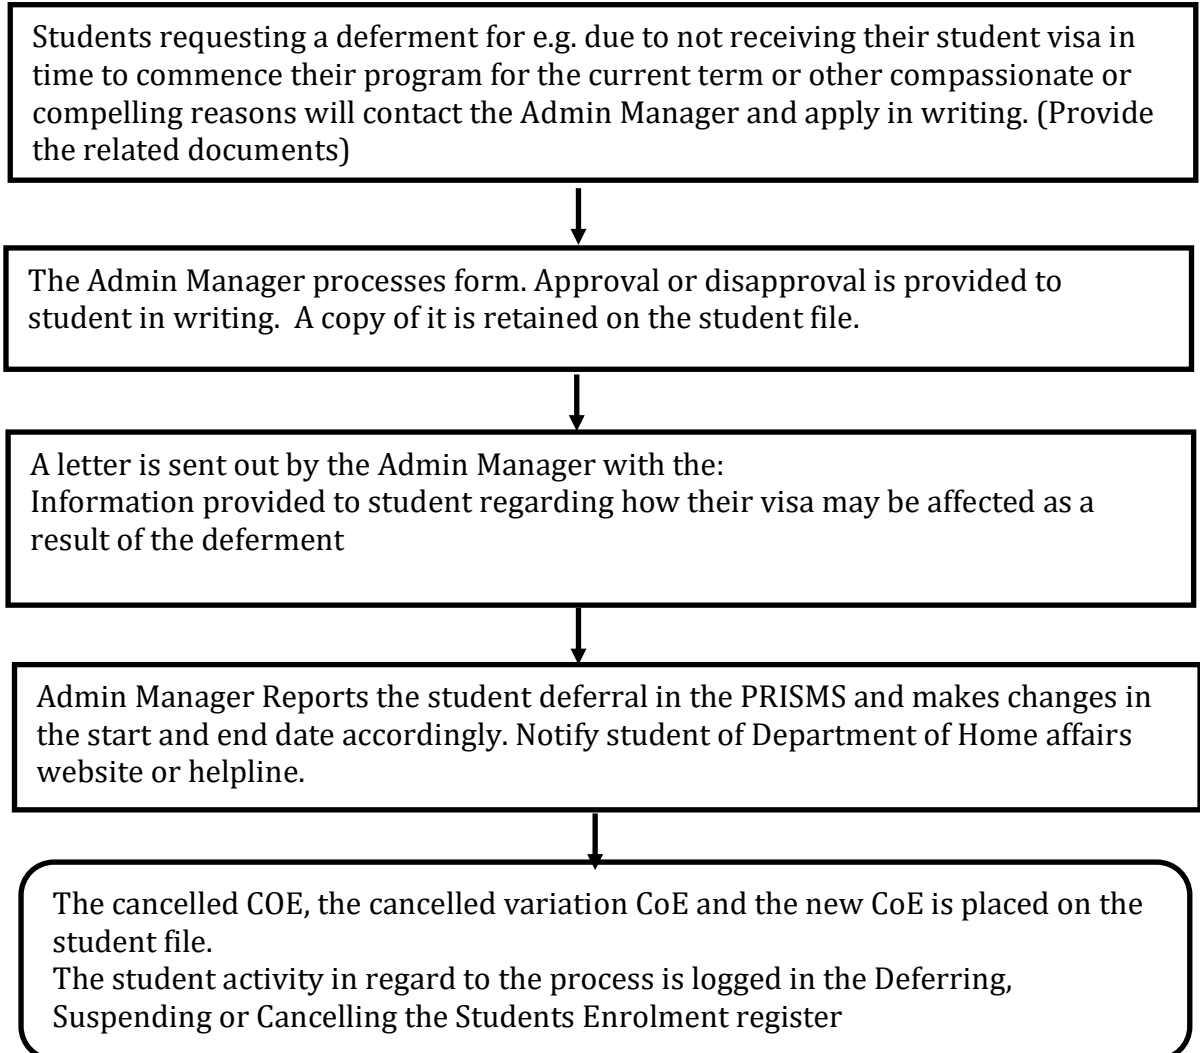 Students requesting a deferment for e.g. due to not receiving their student visa in
time to commence their program for the current term or other compassionate or
compelling reasons will contact the Admin Manager and apply in writing. (Provide
the related documents)
The Admin Manager processes form. Approval or disapproval is provided to
student in writing.  A copy of it is retained on the student file.
A letter is sent out by the Admin Manager with the:
Information provided to student regarding how their visa may be affected as a
result of the deferment
Admin Manager Reports the student deferral in the PRISMS and makes changes in
the start and end date accordingly. Notify student of Department of Home affairs
website or helpline.
The cancelled COE, the cancelled variation CoE and the new CoE is placed on the
student file.
The student activity in regard to the process is logged in the Deferring,
Suspending or Cancelling the Students Enrolment register